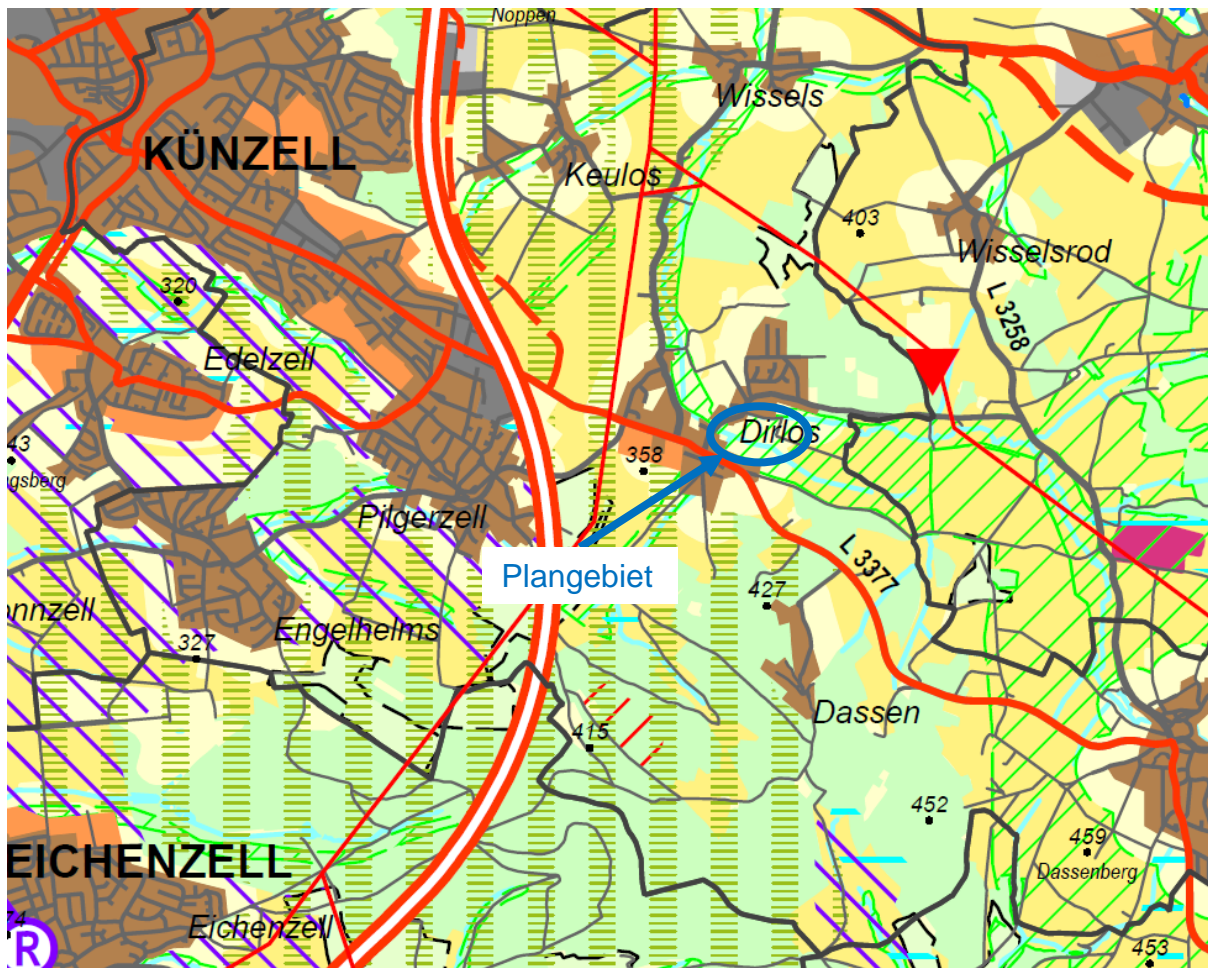 Noppen
Wissels
KÜNZELL
Keulos
403
Wisselsrod
320
L 3258
Edelzell
Dirlos
43
358
gsberg
Pilgerzell
L 3377
Plangebiet
427
onnzell
Engelhelms
327
Dassen
415
452
EICHENZELL
459
Dassenberg
Eichenzell
74
R
453